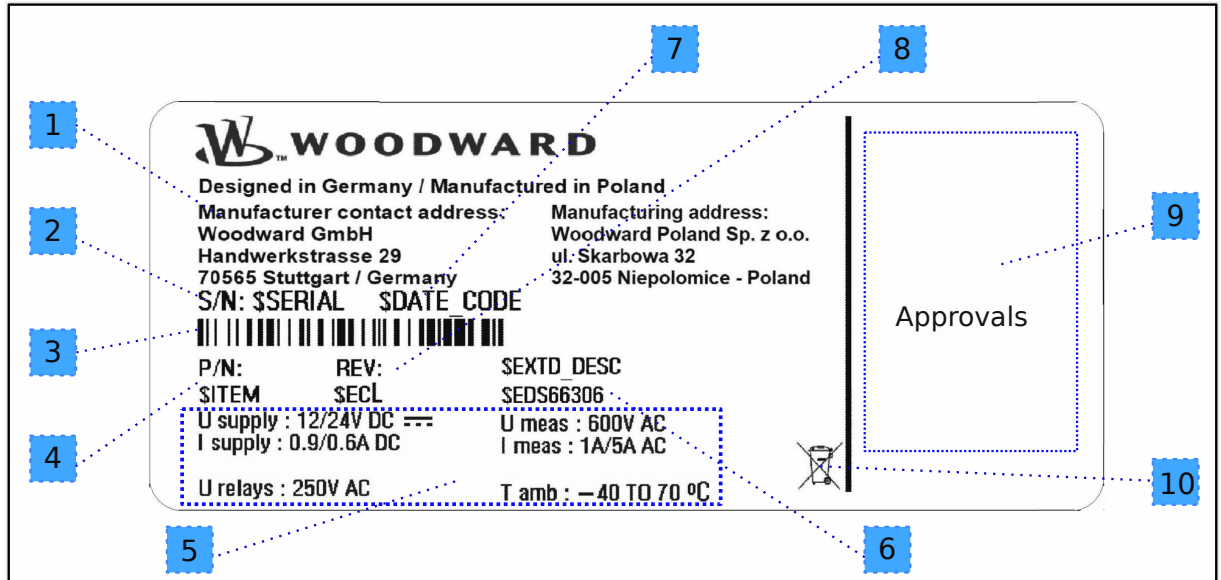 7
8
1
W™ WOODWARD
Designed in Germany / Manufactured in Poland
Manufacturer contact address: Manufacturing address:
Woodward GmbH Woodward Poland Sp. z o.o.
2
9
Handwerkstrasse 29 ul. Skarbowa 32
70565 Stuttgart / Germany 32-005 Niepolomice - Poland
S/N: $SERIAL $DATE_CODE
Approvals
3
P/N: REV: $EXTD_DESC
$ITEM $ECL $EDS66306
U supply : 12/24V DC U meas : 600V AC
I supply : 0.9/0.6A DC I meas : 1A/5A AC
4
10
U relays : 250V AC T amb : –40 TO 70 ºC
5
6